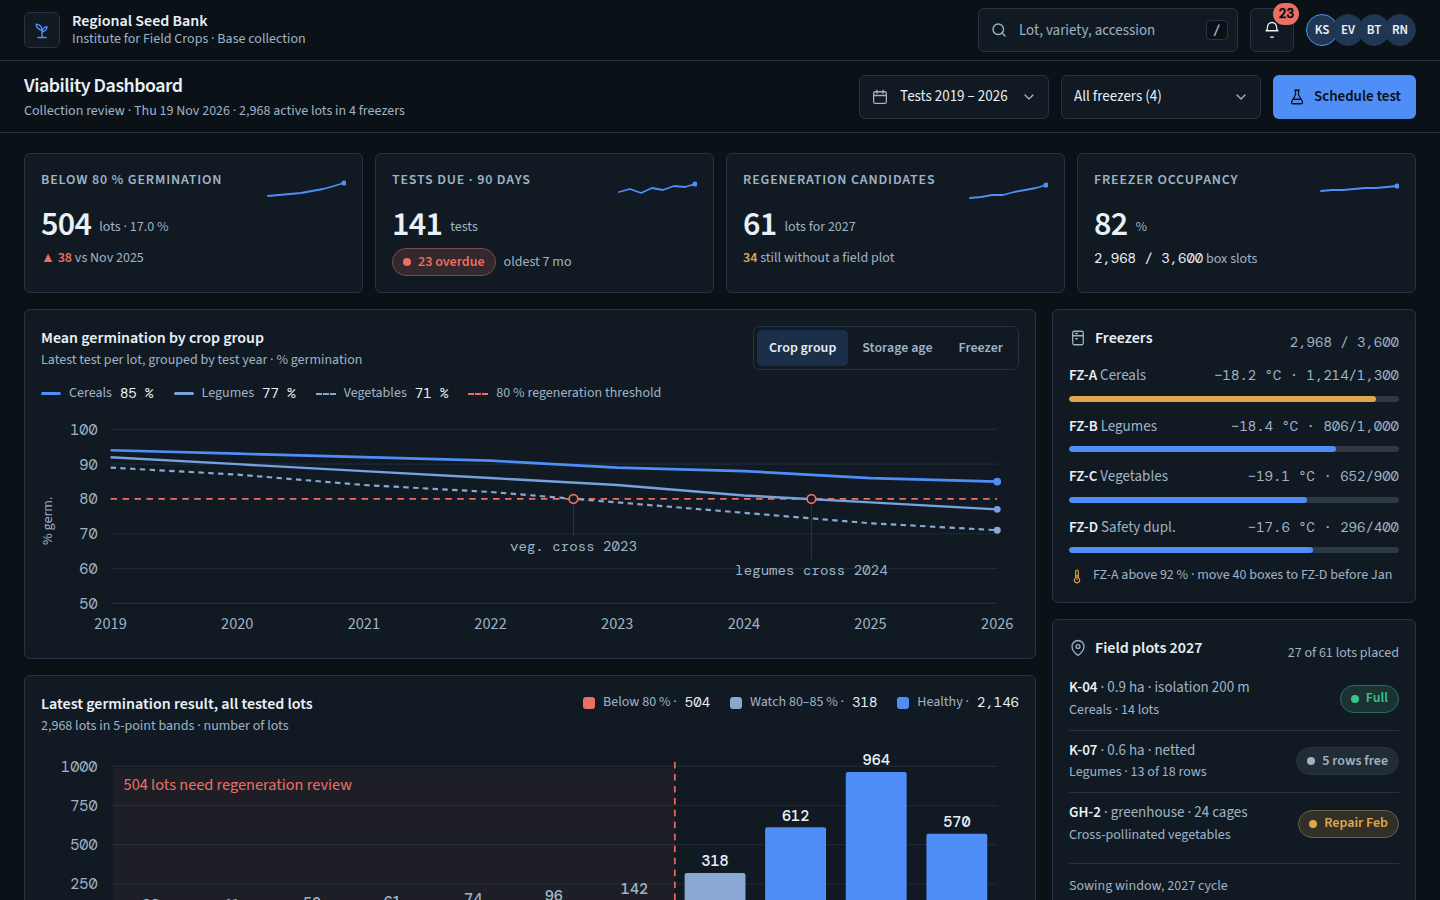 Regional Seed Bank
Institute for Field Crops · Base collection
Lot, variety, accession
/
23
KS EV BT RN
Viability Dashboard
Collection review · Thu 19 Nov 2026 · 2,968 active lots in 4 freezers
Tests 2019 – 2026
All freezers (4)
Schedule test
BELOW 80 % GERMINATION
504 lots · 17.0 %
▲ 38 vs Nov 2025
TESTS DUE · 90 DAYS
141 tests
23 overdue oldest 7 mo
REGENERATION CANDIDATES
61 lots for 2027
34 still without a field plot
FREEZER OCCUPANCY
82 %
2,968 / 3,600 box slots
Mean germination by crop group
Latest test per lot, grouped by test year · % germination
Crop group Storage age Freezer
Cereals 85 % Legumes 77 % Vegetables 71 % 80 % regeneration threshold
% germ.
100
90
80
70
60
50
veg. cross 2023
legumes cross 2024
2019 2020 2021 2022 2023 2024 2025 2026
Latest germination result, all tested lots
2,968 lots in 5-point bands · number of lots
Below 80 % · 504 Watch 80–85 % · 318 Healthy · 2,146
1000
750
500
250
504 lots need regeneration review
74 96 142 318 612 964 570
Freezers
2,968 / 3,600
FZ-A Cereals −18.2 °C · 1,214/1,300
FZ-B Legumes −18.4 °C · 806/1,000
FZ-C Vegetables −19.1 °C · 652/900
FZ-D Safety dupl. −17.6 °C · 296/400
FZ-A above 92 % · move 40 boxes to FZ-D before Jan
Field plots 2027
27 of 61 lots placed
K-04 · 0.9 ha · isolation 200 m
Cereals · 14 lots
Full
K-07 · 0.6 ha · netted
Legumes · 13 of 18 rows
5 rows free
GH-2 · greenhouse · 24 cages
Cross-pollinated vegetables
Repair Feb
Sowing window, 2027 cycle